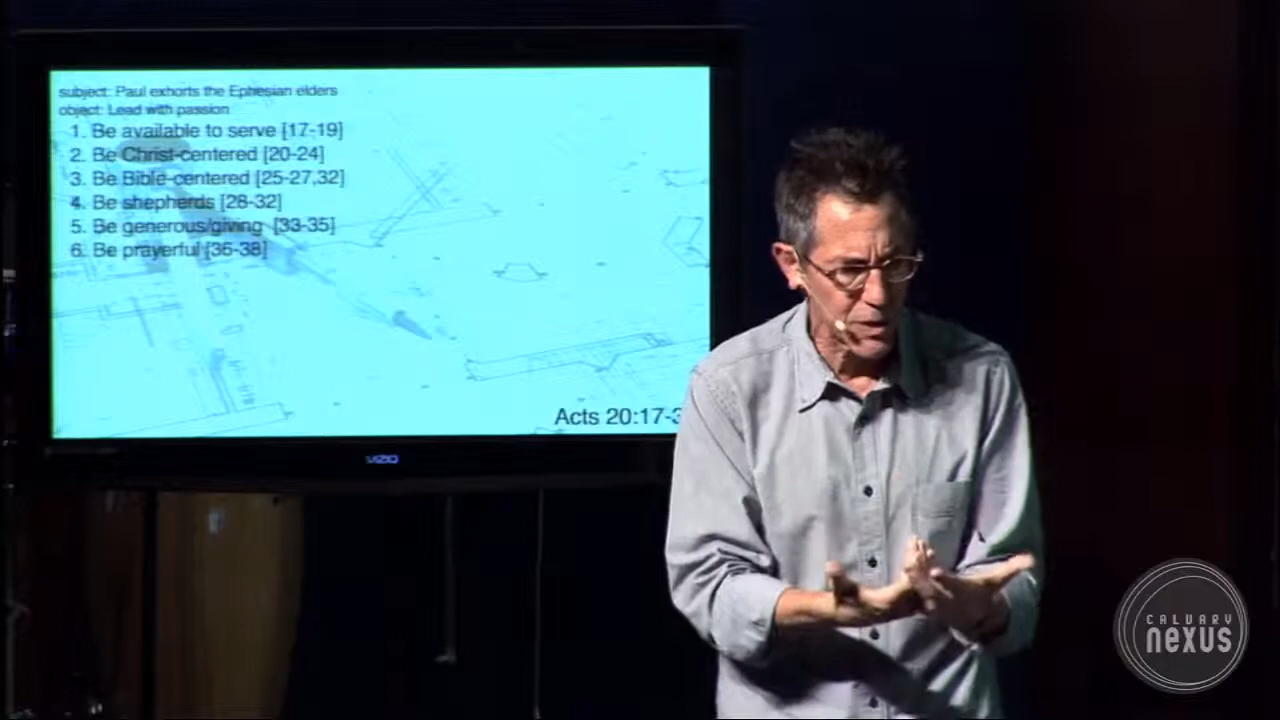 subject: Paul exhorts the Ephesian elders
object: Lead with passion
1. Be available to serve [17-19]
2. Be Christ-centered [20-24]
3. Be Bible-centered [25-27,32]
4. Be shepherds [28-32]
5. Be generous/giving [33-35]
6. Be prayerful [36-38]
Acts 20:17-3
VIZIO
CALVARY
nexus